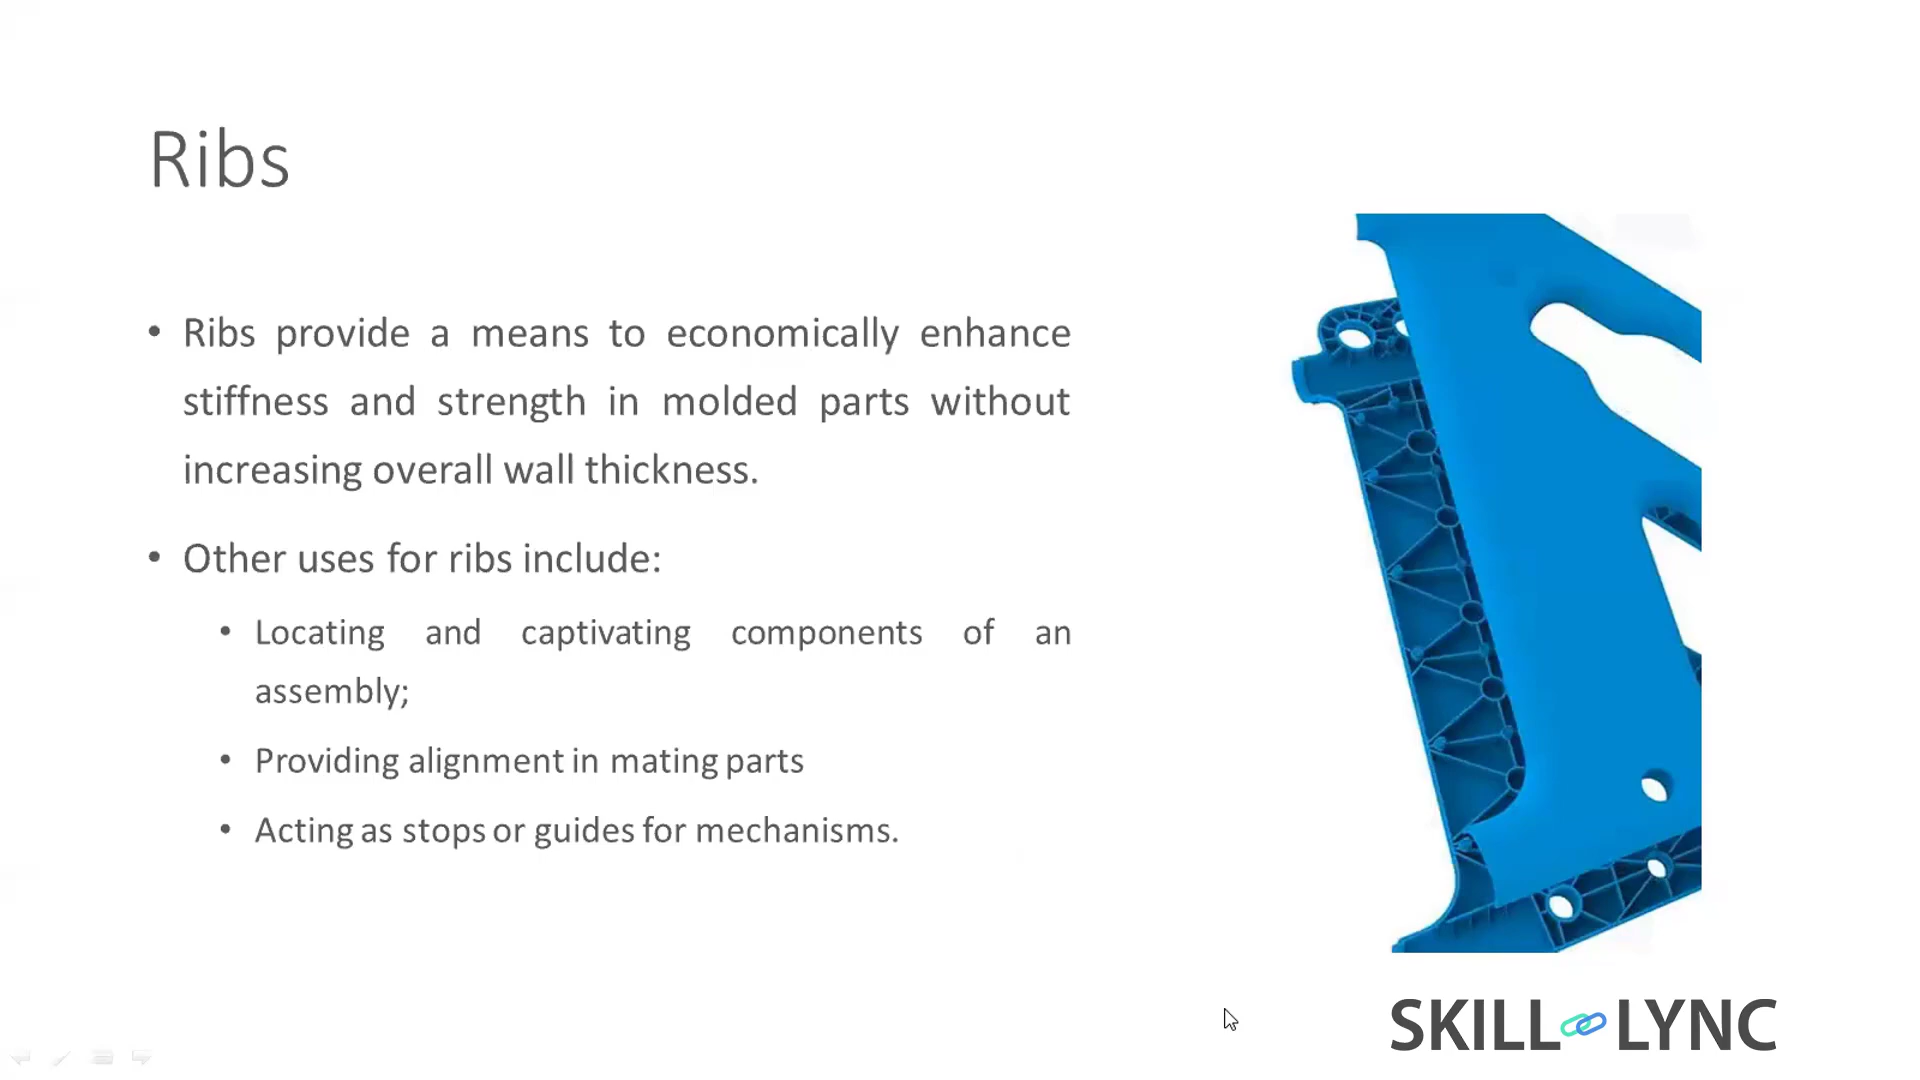 Ribs
• Ribs provide a means to economically enhance
stiffness and strength in molded parts without
increasing overall wall thickness.
• Other uses for ribs include:
• Locating and captivating components of an
assembly;
• Providing alignment in mating parts
• Acting as stops or guides for mechanisms.
SKILL LYNC